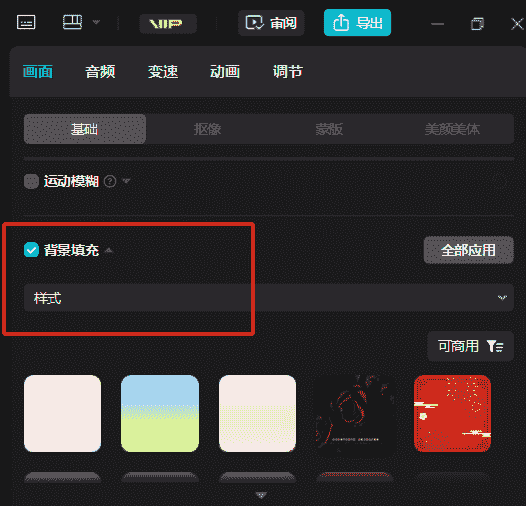 VIP 审阅 导出
画面 音频 变速 动画 调节
基础 抠像 蒙版 美颜美体
运动模糊
背景填充 全部应用
样式
可商用